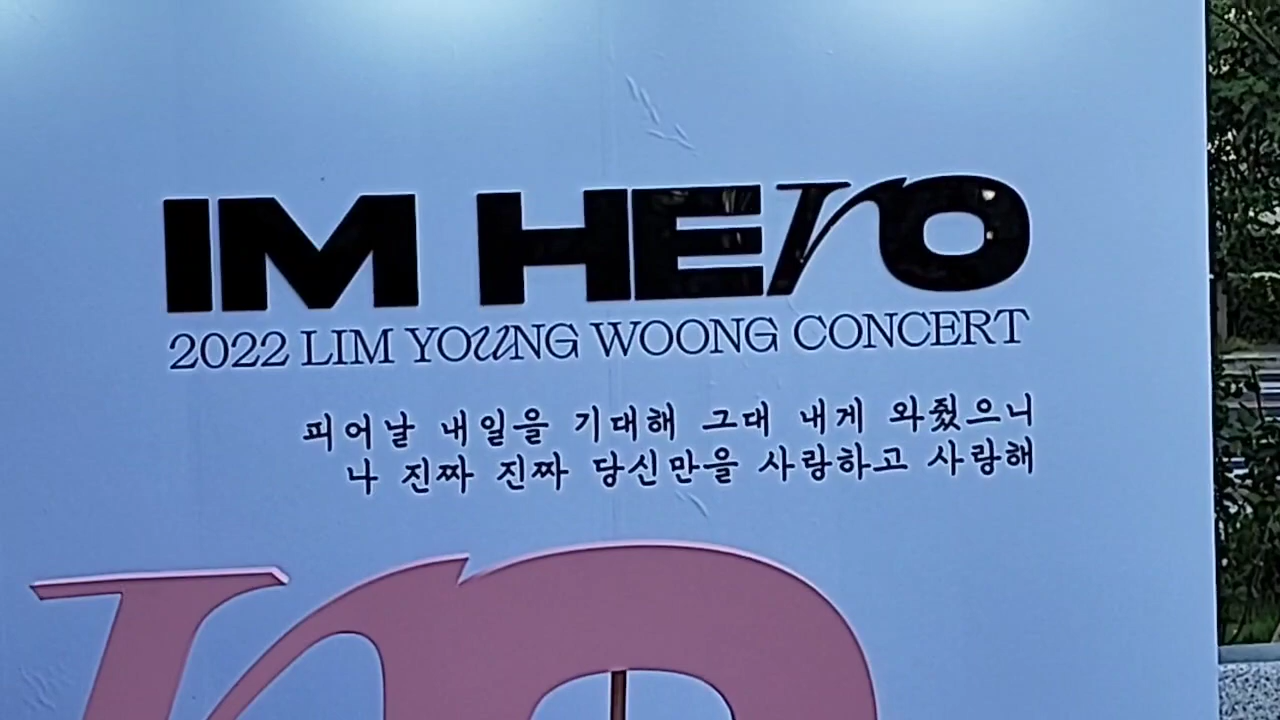 IM HEro
2022 LIM YOUNG WOONG CONCERT
피어날 내일을 기대해 그대 내게 와줬으니
나 진짜 진짜 당신만을 사랑하고 사랑해
ro